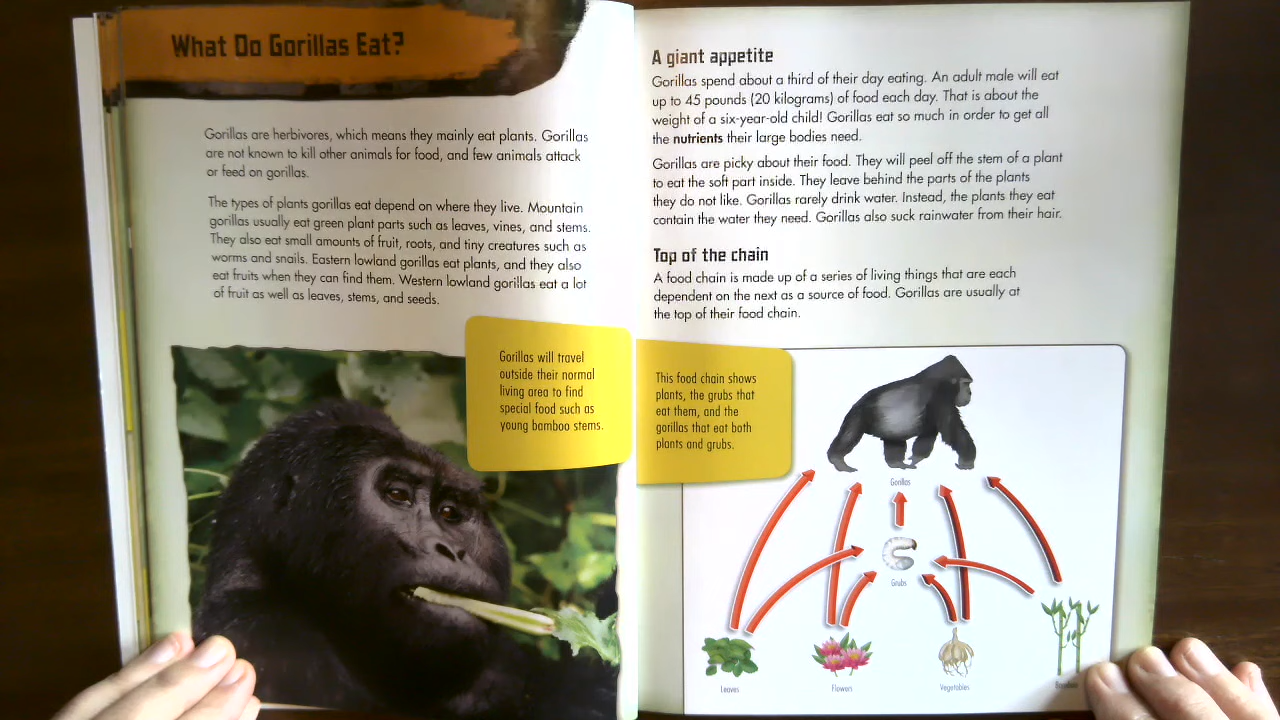 What Do Gorillas Eat?
Gorillas are herbivores, which means they mainly eat plants. Gorillas
are not known to kill other animals for food, and few animals attack
or feed on gorillas.
The types of plants gorillas eat depend on where they live. Mountain
gorillas usually eat green plant parts such as leaves, vines, and stems.
They also eat small amounts of fruit, roots, and tiny creatures such as
worms and snails. Eastern lowland gorillas eat plants, and they also
eat fruits when they can find them. Western lowland gorillas eat a lot
of fruit as well as leaves, stems, and seeds.
Gorillas will travel
outside their normal
living area to find
special food such as
young bamboo stems.
A giant appetite
Gorillas spend about a third of their day eating. An adult male will eat
up to 45 pounds (20 kilograms) of food each day. That is about the
weight of a six-year-old child! Gorillas eat so much in order to get all
the nutrients their large bodies need.
Gorillas are picky about their food. They will peel off the stem of a plant
to eat the soft part inside. They leave behind the parts of the plants
they do not like. Gorillas rarely drink water. Instead, the plants they eat
contain the water they need. Gorillas also suck rainwater from their hair.
Top of the chain
A food chain is made up of a series of living things that are each
dependent on the next as a source of food. Gorillas are usually at
the top of their food chain.
This food chain shows
plants, the grubs that
eat them, and the
gorillas that eat both
plants and grubs.
Gorillas
Grubs
Leaves
Flowers
Vegetables
Bamboo